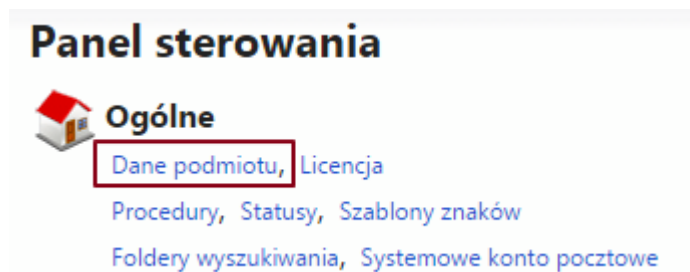 Panel sterowania
Ogólne
Dane podmiotu, Licencja
Procedury, Statusy, Szablony znaków
Foldery wyszukiwania, Systemowe konto pocztowe